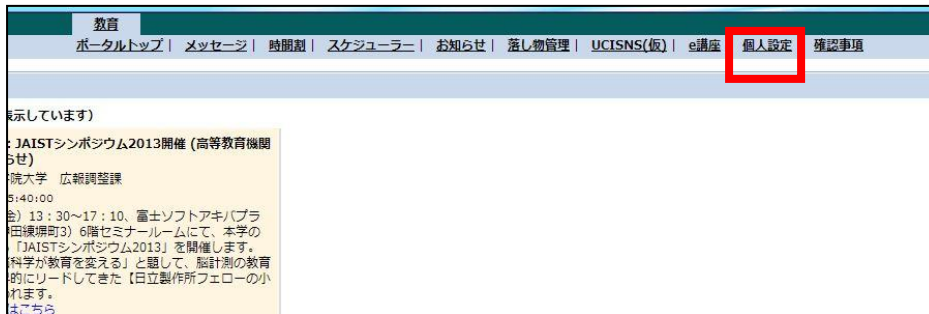 教育
ポータルトップ | メッセージ | 時間割 | スケジューラー | お知らせ | 落し物管理 | UCISNS(仮) | e講座 個人設定 確認事項
表示しています)
: JAISTシンポジウム2013開催 (高等教育機関
らせ)
院大学 広報調整課
5:40:00
金) 13:30~17:10、富士ソフトアキバプラ
田練塀町3) 6階セミナールームにて、本学の
「JAISTシンポジウム2013」を開催します。
科学が教育を変える」と題して、脳計測の教育
的にリードしてきた【日立製作所フェローの小
れます。
はこちら